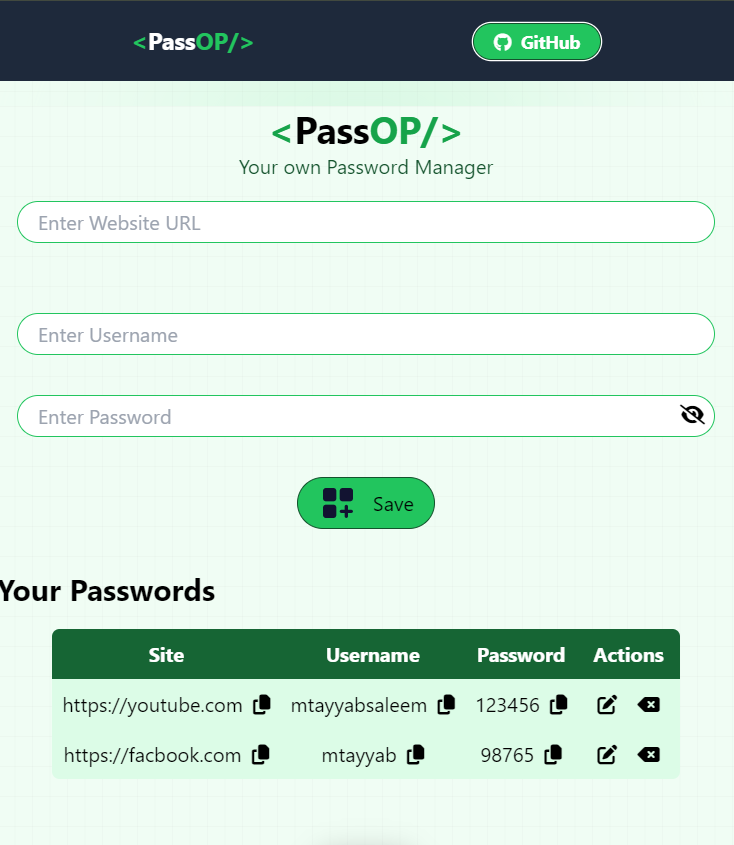 <PassOP/>
GitHub
<PassOP/>
Your own Password Manager
Enter Website URL
Enter Username
Enter Password
Save
Your Passwords
Site Username Password Actions
https://youtube.com mtayyabsaleem 123456
https://facbook.com mtayyab 98765